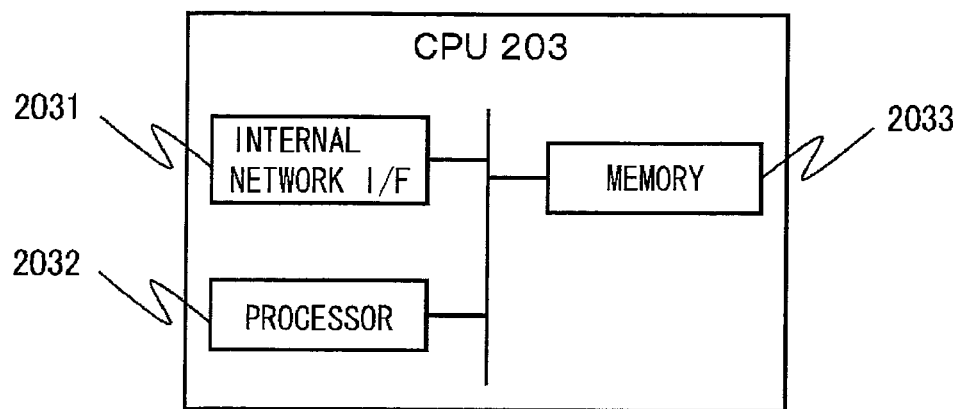 CPU 203
2031
INTERNAL
NETWORK I/F
MEMORY
2033
2032
PROCESSOR